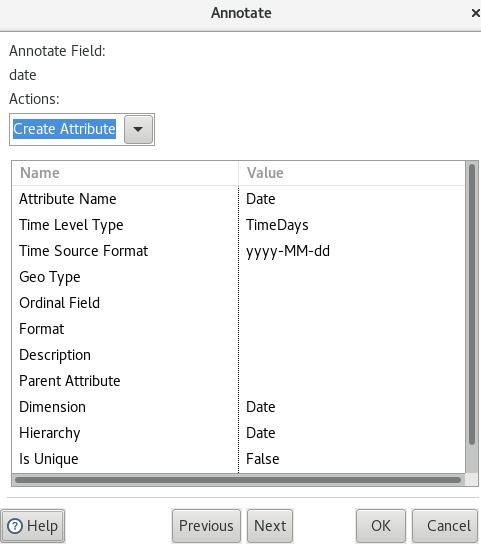 Annotate
Annotate Field:
date
Actions:
Create Attribute
Name Value
Attribute Name Date
Time Level Type TimeDays
Time Source Format yyyy-MM-dd
Geo Type
Ordinal Field
Format
Description
Parent Attribute
Dimension Date
Hierarchy Date
Is Unique False
Help Previous Next OK Cancel